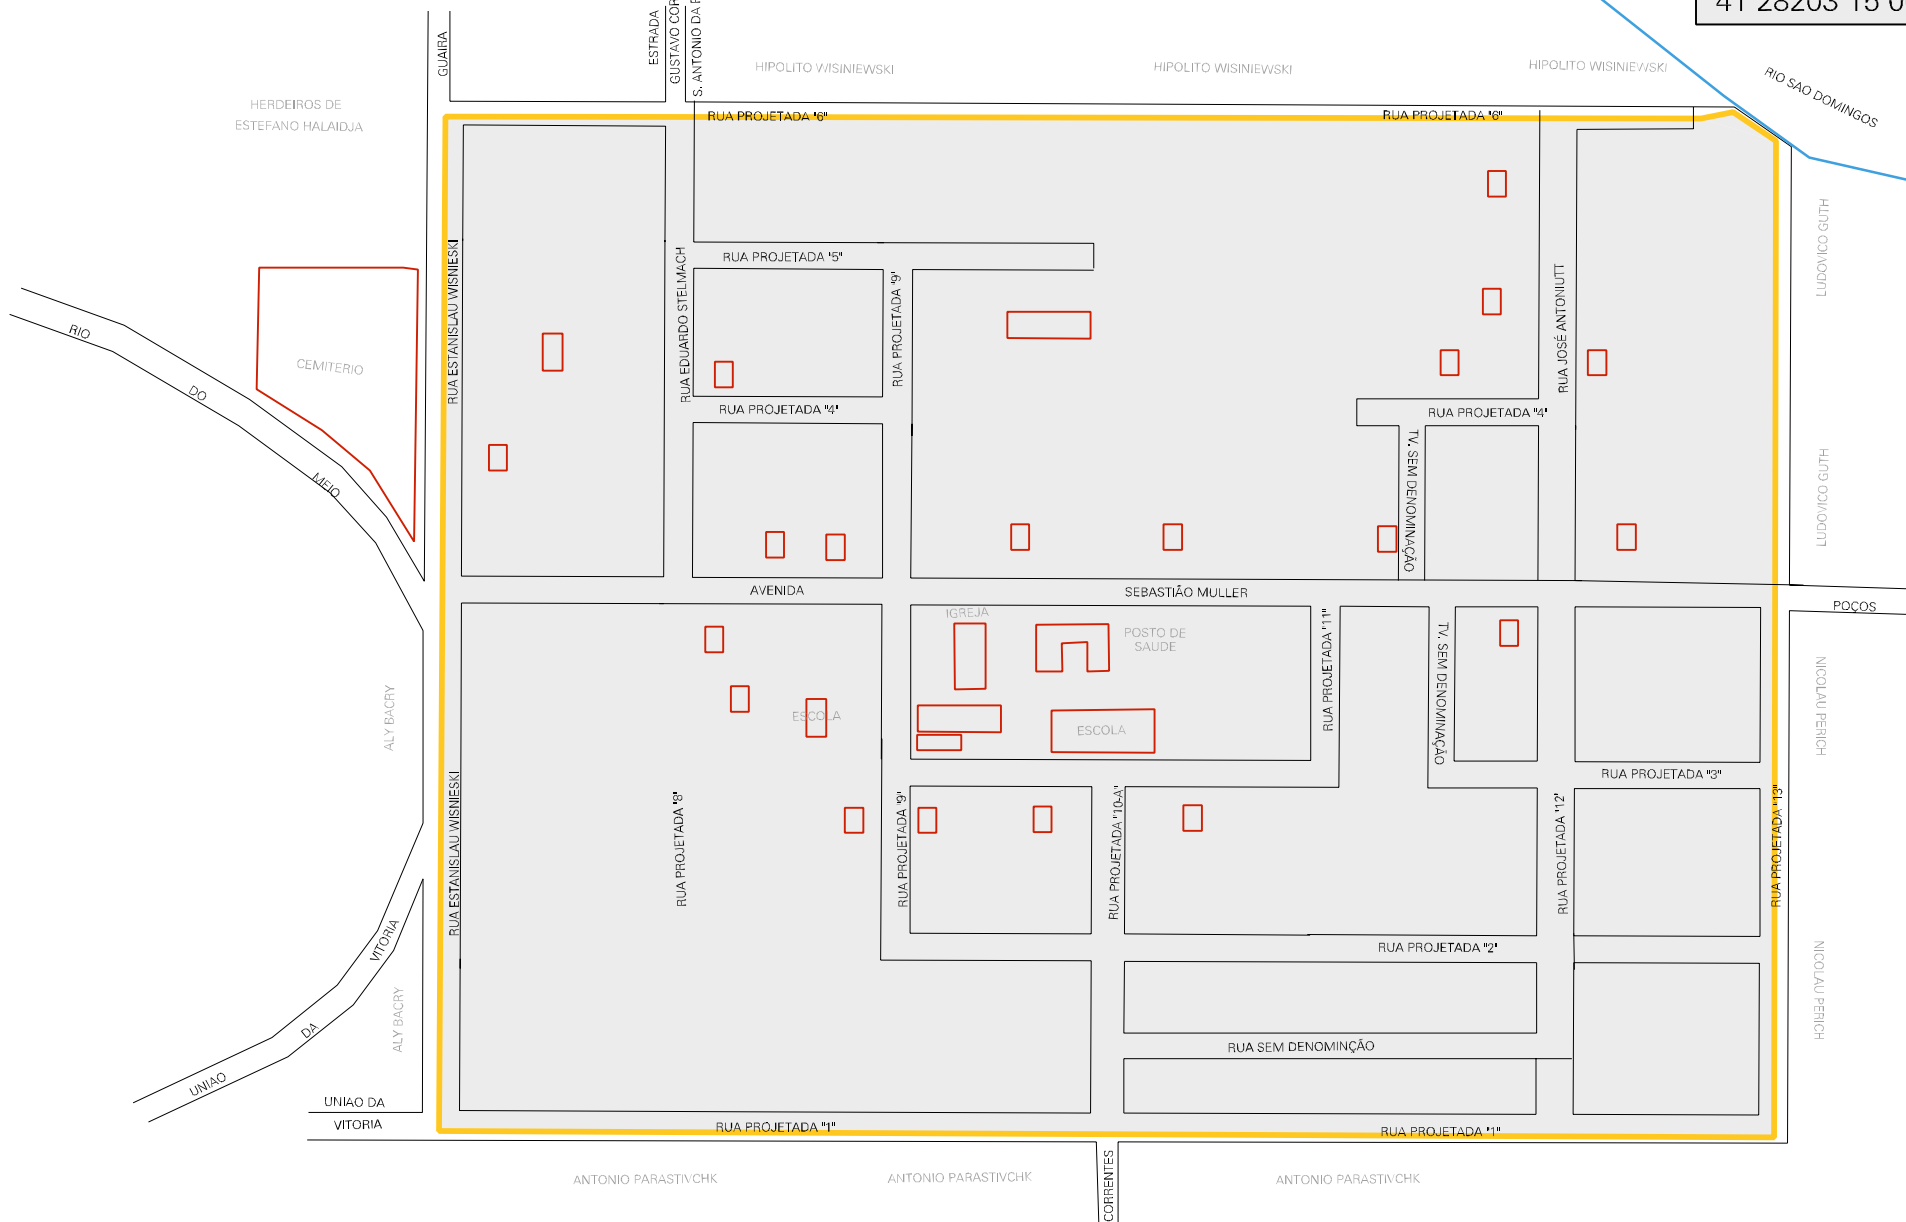 41 28203 15 0
GUAIRA
ESTRADA
GUSTAVO COR
S. ANTONIO DA
HIPOLITO WISINIEWSKI
HIPOLITO WISINIEWSKI
HIPOLITO WISINIEWSKI
RIO SAO DOMINGOS
HERDEIROS DE
ESTEFANO HALAIDJA
RUA PROJETADA "6"
RUA PROJETADA "6"
LUDOVICO GUTH
RUA ESTANISLAU WISNIESKI
RUA EDUARDO STELMACH
RUA PROJETADA "5"
RUA PROJETADA "9"
RUA JOSÉ ANTONIUTT
RIO
DO
MEIO
CEMITERIO
RUA PROJETADA "4"
RUA PROJETADA "4"
TV. SEM DENOMINAÇÃO
LUDOVICO GUTH
AVENIDA
SEBASTIÃO MULLER
POÇOS
IGREJA
POSTO DE
SAUDE
RUA PROJETADA "11"
TV. SEM DENOMINAÇÃO
NICOLAU PERICH
ALY BACRY
ESCOLA
ESCOLA
RUA PROJETADA "3"
RUA ESTANISLAU WISNIESKI
RUA PROJETADA "8"
RUA PROJETADA "9"
RUA PROJETADA "10-A"
RUA PROJETADA "12"
RUA PROJETADA "13"
RUA PROJETADA "2"
NICOLAU PERICH
VITORIA
DA
UNIAO
ALY BACRY
RUA SEM DENOMINÇÃO
UNIAO DA
VITORIA
RUA PROJETADA "1"
RUA PROJETADA "1"
CORRENTES
ANTONIO PARASTIVCHK
ANTONIO PARASTIVCHK
ANTONIO PARASTIVCHK